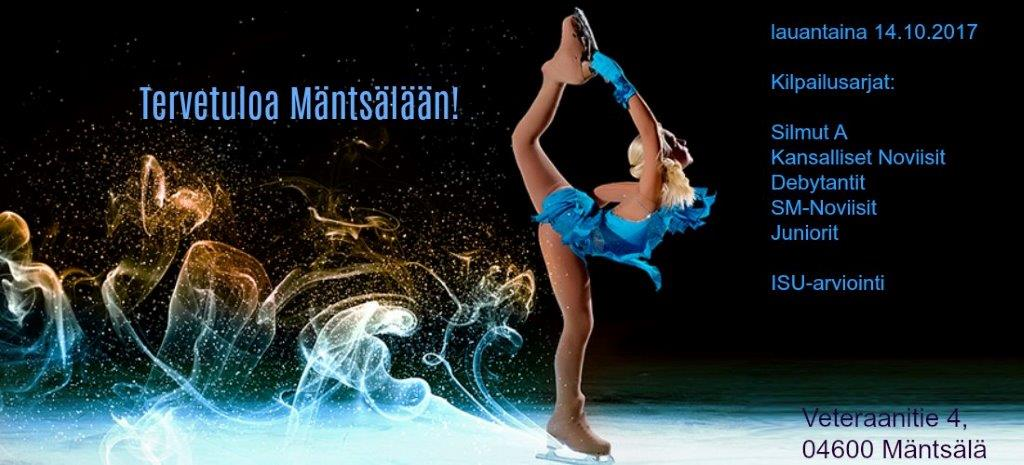 Tervetuloa Mäntsälään!
lauantaina 14.10.2017
Kilpailusarjat:
Silmut A
Kansalliset Noviisit
Debytantit
SM-Noviisit
Juniorit
ISU-arviointi
Veteraanitie 4,
04600 Mäntsälä